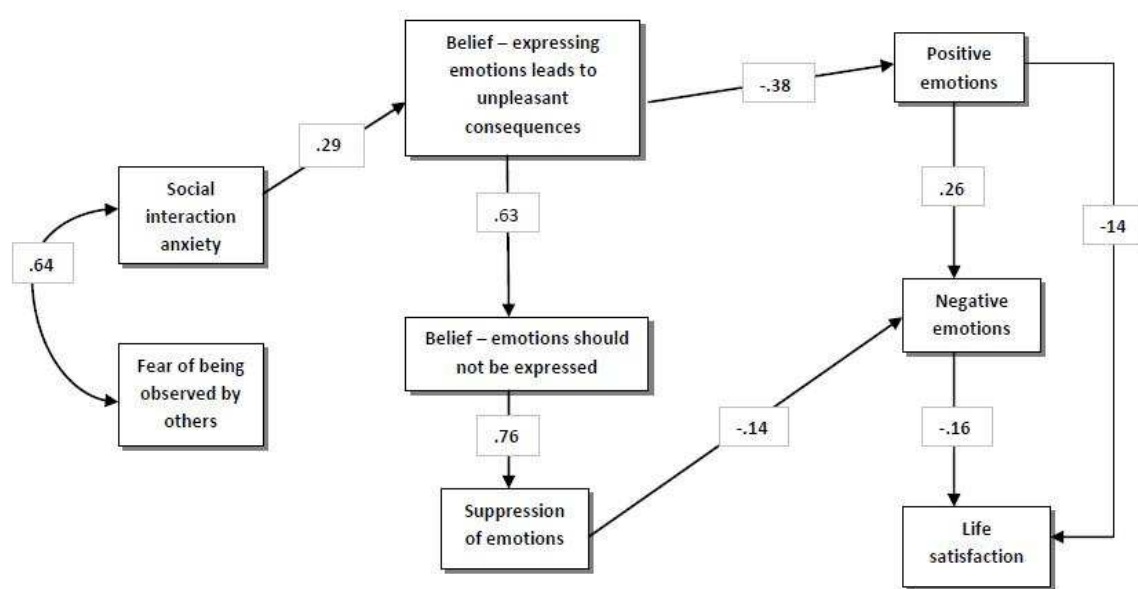 Belief – expressing
emotions leads to
unpleasant
consequences
Positive
emotions
-.38
.29
Social
interaction
anxiety
.63
.26
-14
.64
Negative
emotions
Belief – emotions should
not be expressed
Fear of being
observed by
others
.76
-.14
-.16
Suppression
of emotions
Life
satisfaction